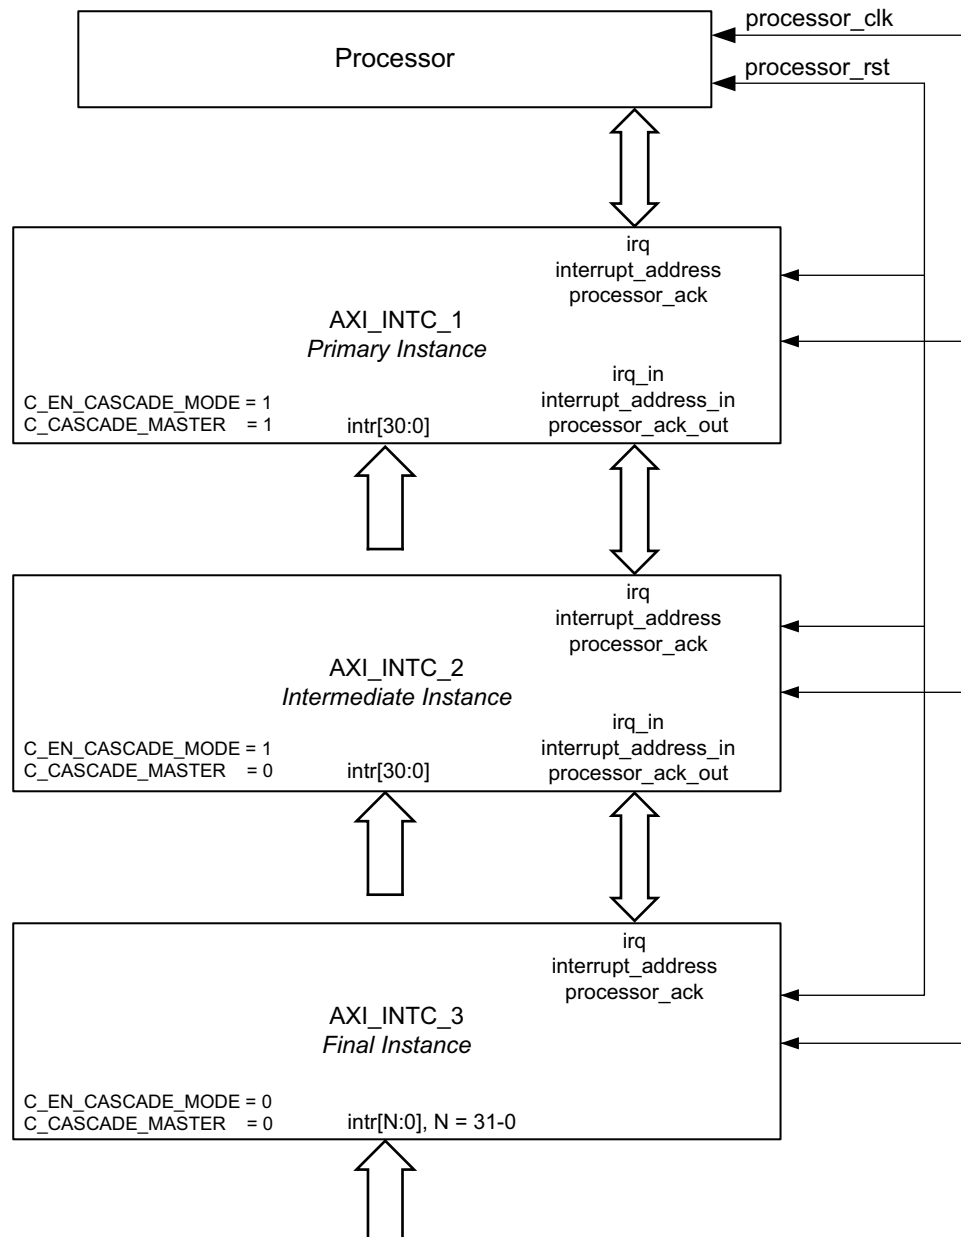 processor_clk
Processor
processor_rst
irq
interrupt_address
processor_ack
AXI_INTC_1
Primary Instance
irq_in
C_EN_CASCADE_MODE = 1
interrupt_address_in
C_CASCADE_MASTER = 1
intr[30:0]
processor_ack_out
irq
interrupt_address
processor_ack
AXI_INTC_2
Intermediate Instance
irq_in
C_EN_CASCADE_MODE = 1
interrupt_address_in
C_CASCADE_MASTER = 0
intr[30:0]
processor_ack_out
irq
interrupt_address
processor_ack
AXI_INTC_3
Final Instance
C_EN_CASCADE_MODE = 0
C_CASCADE_MASTER = 0
intr[N:0], N = 31-0